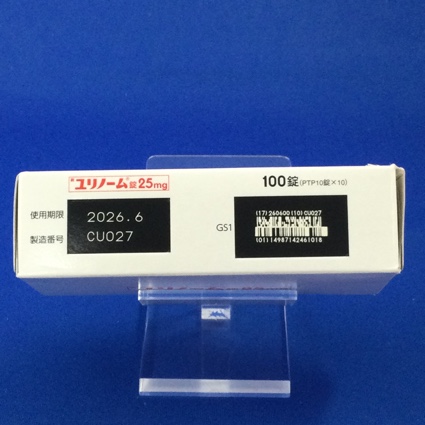 ユリノーム錠25mg
100錠(PTP10錠×10)
使用期限 2026.6
製造番号 CU027
GS1
(17)260600(10)CU027
(01)14987142461018